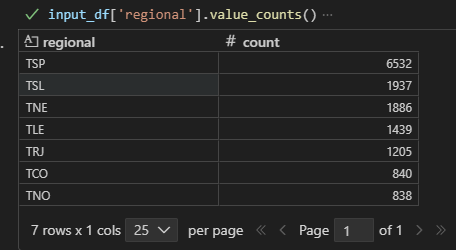 input_df['regional'].value_counts() ...
regional # count
TSP 6532
TSL 1937
TNE 1886
TLE 1439
TRJ 1205
TCO 840
TNO 838
7 rows x 1 cols 25 per page « < Page 1 of 1 > »